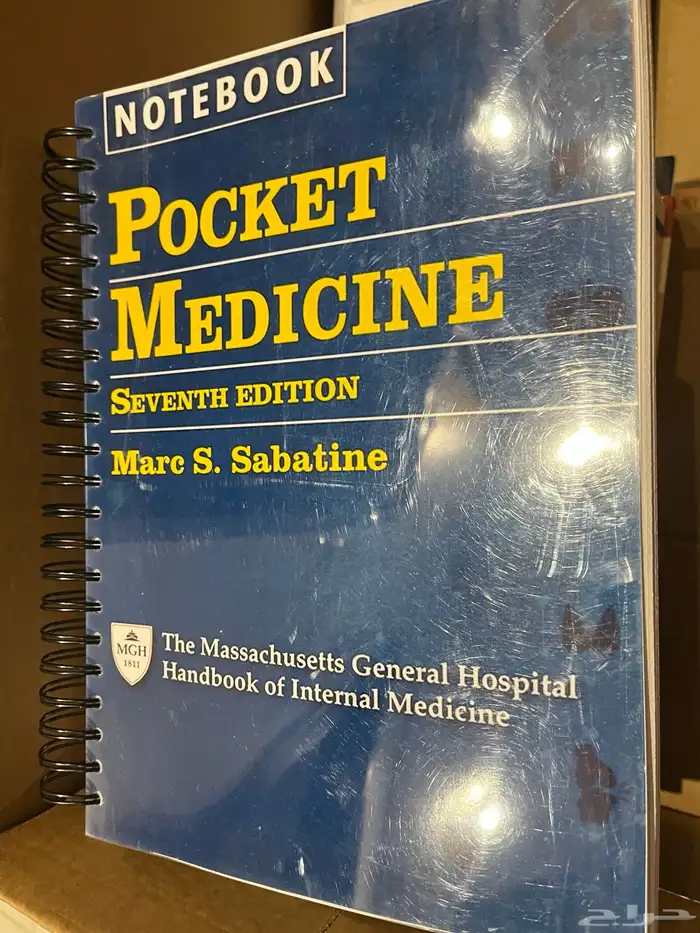 NOTEBOOK
POCKET
MEDICINE
SEVENTH EDITION
Marc S. Sabatine
MGH
1811
The Massachusetts General Hospital
Handbook of Internal Medicine
حراج